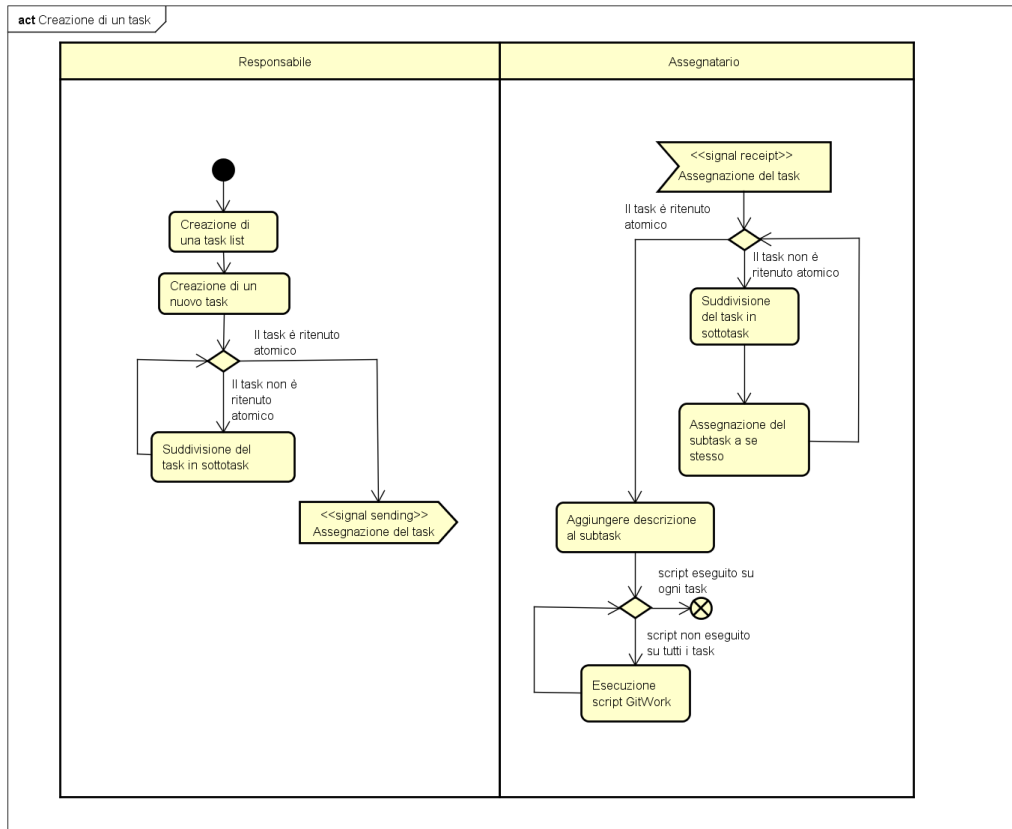 act Creazione di un task
Responsabile
Assegnatario
Creazione di
una task list
Creazione di un
nuovo task
Il task é ritenuto
atomico
Il task non é
ritenuto
atomico
Suddivisione del
task in sottotask
<<signal sending>>
Assegnazione del task
<<signal receipt>>
Assegnazione del task
Il task é ritenuto
atomico
Il task non é
ritenuto atomico
Suddivisione
del task in
sottotask
Assegnazione del
subtask a se
stesso
Aggiungere descrizione
al subtask
script eseguito su
ogni task
script non eseguito
su tutti i task
Esecuzione
script GitWork